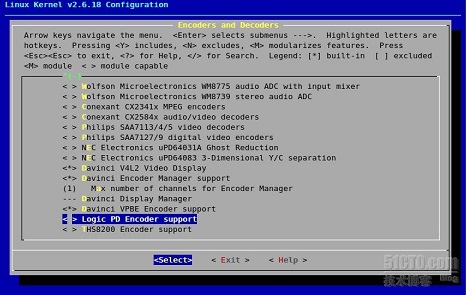 Linux Kernel v2.6.18 Configuration
Encoders and Decoders
Arrow keys navigate the menu. <Enter> selects submenus --->. Highlighted letters are
hotkeys. Pressing <Y> includes, <N> excludes, <M> modularizes features. Press
<Esc><Esc> to exit, <?> for Help, </> for Search. Legend: [*] built-in [ ] excluded
<M> module < > module capable
< > Wolfson Microelectronics WM8775 audio ADC with input mixer
< > Wolfson Microelectronics WM8739 stereo audio ADC
< > Conexant CX2341x MPEG encoders
< > Conexant CX2584x audio/video decoders
< > Philips SAA7113/4/5 video decoders
< > Philips SAA7127/9 digital video encoders
< > NEC Electronics uPD64031A Ghost Reduction
< > NEC Electronics uPD64083 3-Dimensional Y/C separation
<*> Davinci V4L2 Video Display
<*> Davinci Encoder Manager support
(1) Max number of channels for Encoder Manager
--- Davinci Display Manager
<*> Davinci VPBE Encoder support
< > Logic PD Encoder support
< > THS8200 Encoder support
<Select> < Exit > < Help >
51CTO.com
技术博客 Blog